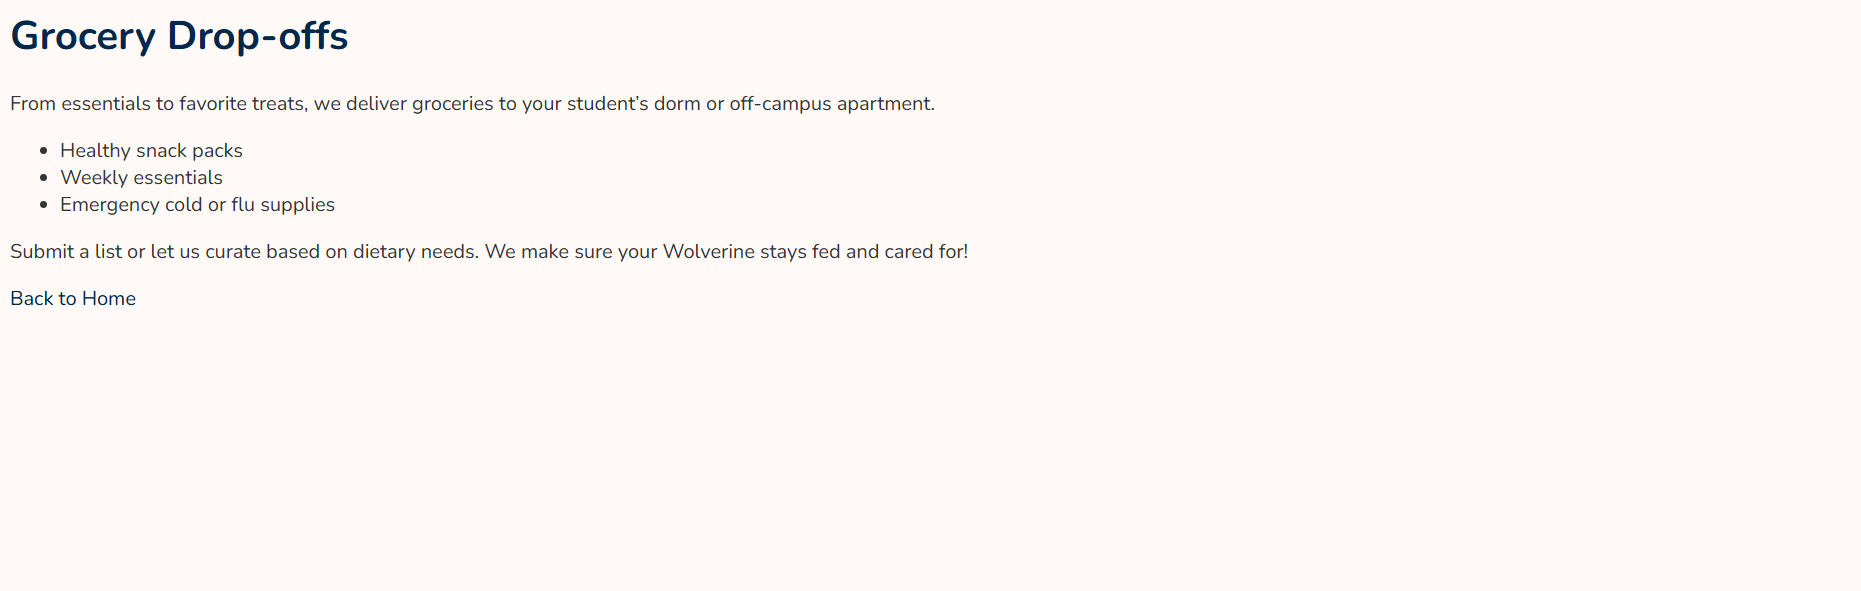 Grocery Drop-offs
From essentials to favorite treats, we deliver groceries to your student’s dorm or off-campus apartment.
Healthy snack packs
Weekly essentials
Emergency cold or flu supplies
Submit a list or let us curate based on dietary needs. We make sure your Wolverine stays fed and cared for!
Back to Home